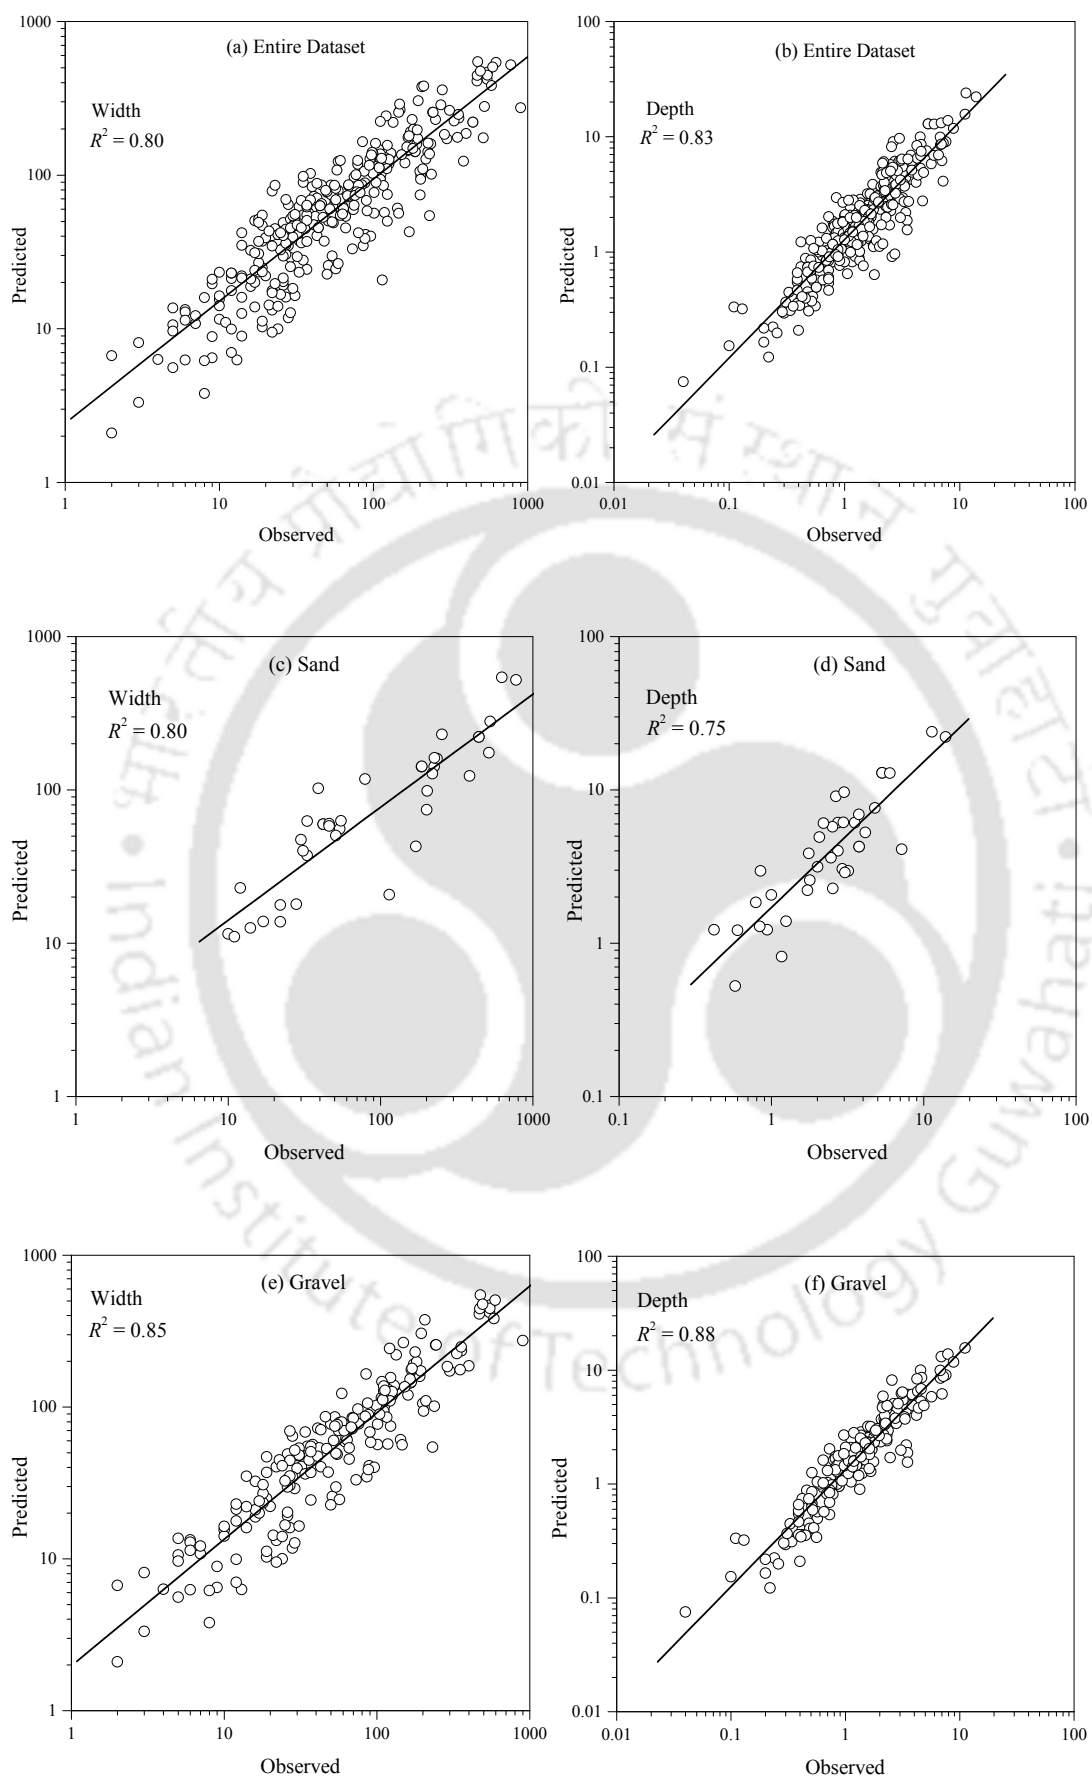 1000
100
10
1
(a) Entire Dataset
Width
R² = 0.80
Predicted
1 10 100 1000
Observed
100
10
1
0.1
0.01
(b) Entire Dataset
Depth
R² = 0.83
Predicted
0.01 0.1 1 10 100
Observed
1000
100
10
1
(c) Sand
Width
R² = 0.80
Predicted
1 10 100 1000
Observed
100
10
1
0.1
(d) Sand
Depth
R² = 0.75
Predicted
0.1 1 10 100
Observed
1000
100
10
1
(e) Gravel
Width
R² = 0.85
Predicted
1 10 100 1000
Observed
100
10
1
0.1
0.01
(f) Gravel
Depth
R² = 0.88
Predicted
0.01 0.1 1 10 100
Observed
Indian Institute of Technology Guwahati